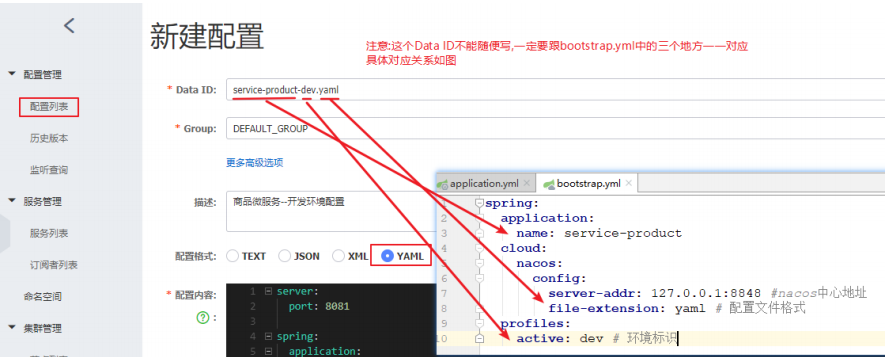 新建配置
注意:这个Data ID不能随便写,一定要跟bootstrap.yml中的三个地方一一对应
具体对应关系如图
配置管理
配置列表
历史版本
监听查询
服务管理
服务列表
订阅者列表
命名空间
集群管理
* Data ID: service-product-dev.yaml
* Group: DEFAULT_GROUP
更多高级选项
描述: 商品微服务--开发环境配置
配置格式: TEXT JSON XML YAML
* 配置内容:
?:
1 server:
2 port: 8081
3
4 spring:
5 application:
application.yml bootstrap.yml
1 spring:
2 application:
3 name: service-product
4 cloud:
5 nacos:
6 config:
7 server-addr: 127.0.0.1:8848 #nacos中心地址
8 file-extension: yaml # 配置文件格式
9 profiles:
10 active: dev # 环境标识